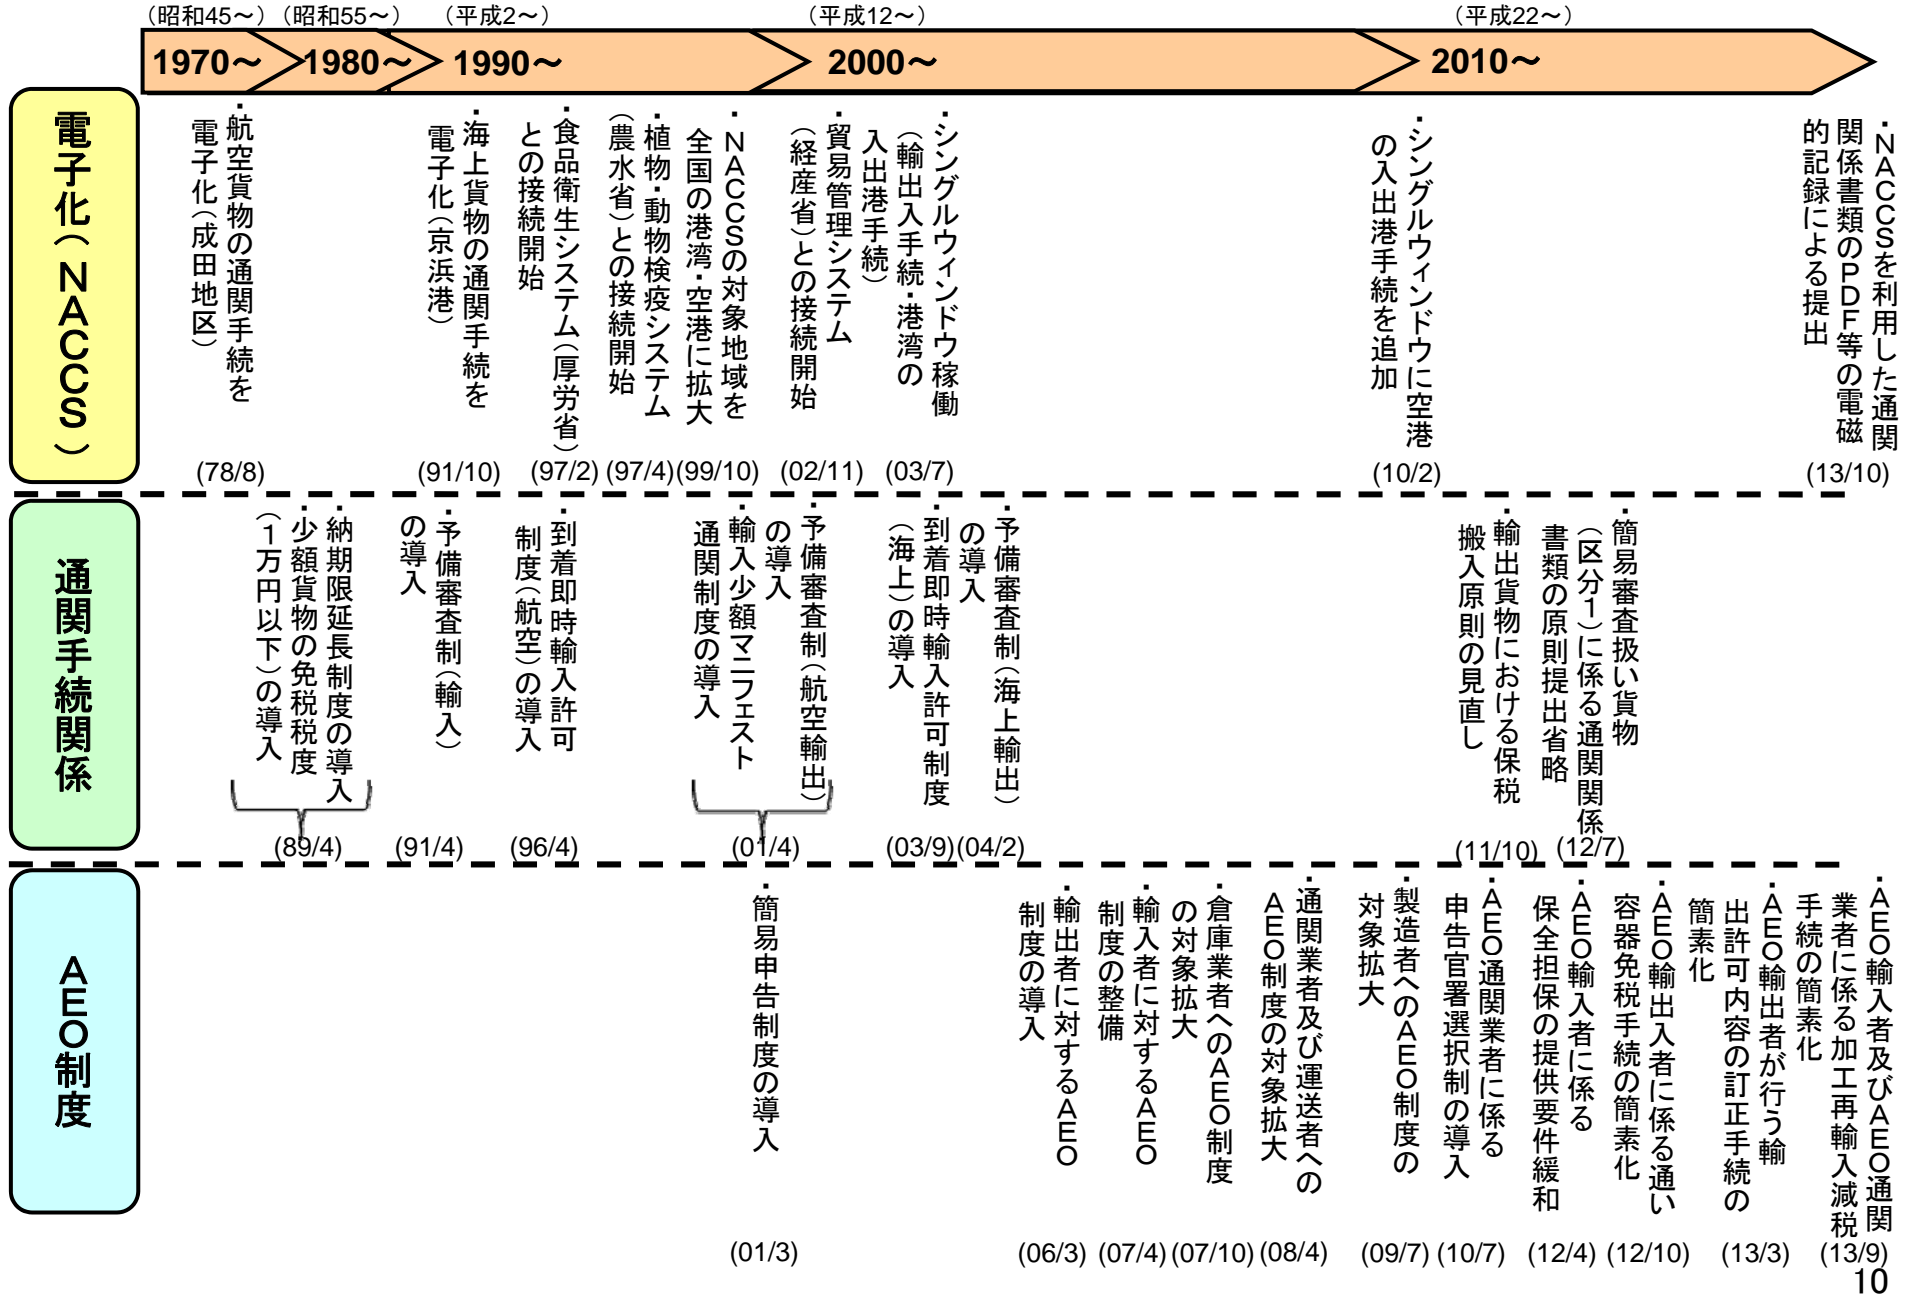 (昭和45～)
(昭和55～)
(平成2～)
(平成12～)
(平成22～)
1970～
1980～
1990～
2000～
2010～
電子化(NACCS)
・航空貨物の通関手続を
電子化(成田地区)
(78/8)
・海上貨物の通関手続を
電子化(京浜港)
(91/10)
・食品衛生システム(厚労省)
との接続開始
(97/2)
・植物・動物検疫システム
(農水省)との接続開始
(97/4)
・NACCSの対象地域を
全国の港湾・空港に拡大
(99/10)
・貿易管理システム
(経産省)との接続開始
(02/11)
・シングルウィンドウ稼働
(輸出入手続・港湾の
入出港手続)
(03/7)
・シングルウィンドウに空港
の入出港手続を追加
(10/2)
・NACCSを利用した通関
関係書類のPDF等の電磁
的記録による提出
(13/10)
通関手続関係
・納期限延長制度の導入
・少額貨物の免税税度
(1万円以下)の導入
(89/4)
・予備審査制(輸入)
の導入
(91/4)
・到着即時輸入許可
制度(航空)の導入
(96/4)
・予備審査制(航空輸出)
の導入
・輸入少額マニフェスト
通関制度の導入
(01/4)
・到着即時輸入許可制度
(海上)の導入
(03/9)
・予備審査制(海上輸出)
の導入
(04/2)
・輸出貨物における保税
搬入原則の見直し
(11/10)
・簡易審査扱い貨物
(区分1)に係る通関関係
書類の原則提出省略
(12/7)
AEO制度
・簡易申告制度の導入
(01/3)
・輸出者に対するAEO
制度の導入
(06/3)
・輸入者に対するAEO
制度の整備
(07/4)
・倉庫業者へのAEO制度
の対象拡大
(07/10)
・通関業者及び運送者への
AEO制度の対象拡大
(08/4)
・製造者へのAEO制度の
対象拡大
(09/7)
・AEO通関業者に係る
申告官署選択制の導入
(10/7)
・AEO輸入者に係る
保全担保の提供要件緩和
(12/4)
・AEO輸出入者に係る通い
容器免税手続の簡素化
(12/10)
・AEO輸出者が行う輸
出許可内容の訂正手続の
簡素化
(13/3)
・AEO輸入者及びAEO通関
業者に係る加工再輸入減税
手続の簡素化
(13/9)
10